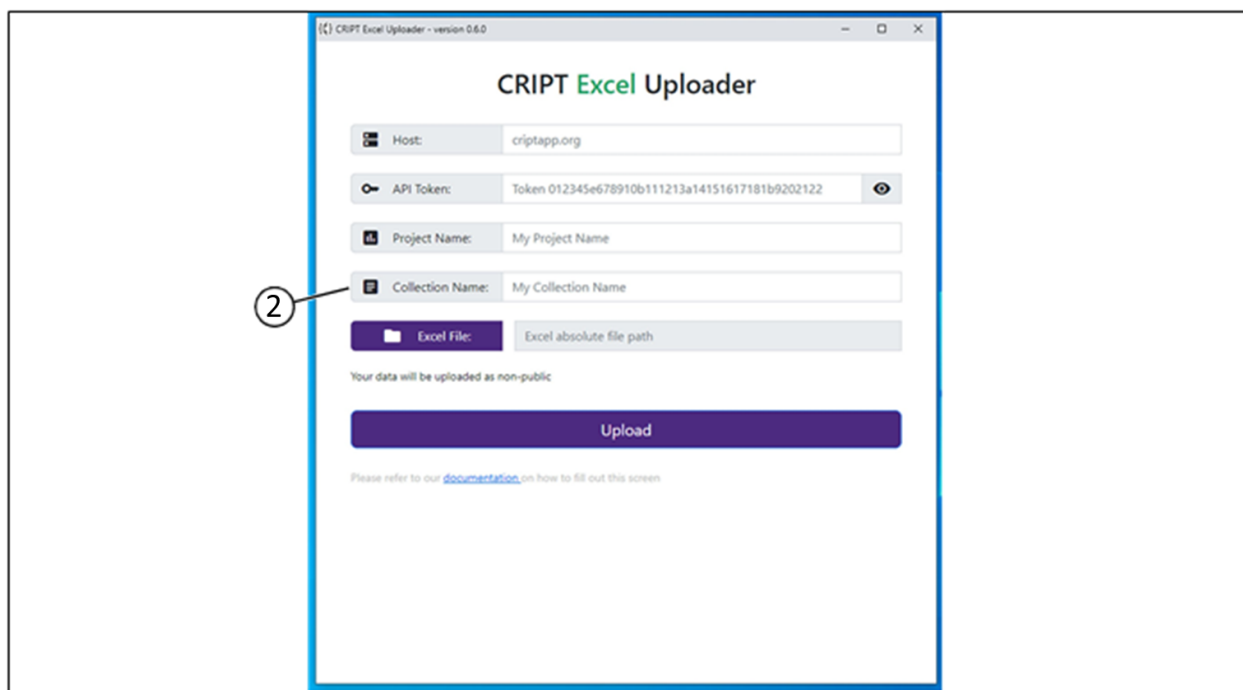 CRIPT Excel Uploader - version 0.6.0
CRIPT Excel Uploader
Host: criptapp.org
API Token: Token 012345e678910b111213a14151617181b9202122
Project Name: My Project Name
2 Collection Name: My Collection Name
Excel File: Excel absolute file path
Your data will be uploaded as non-public
Upload
Please refer to our documentation on how to fill out this screen